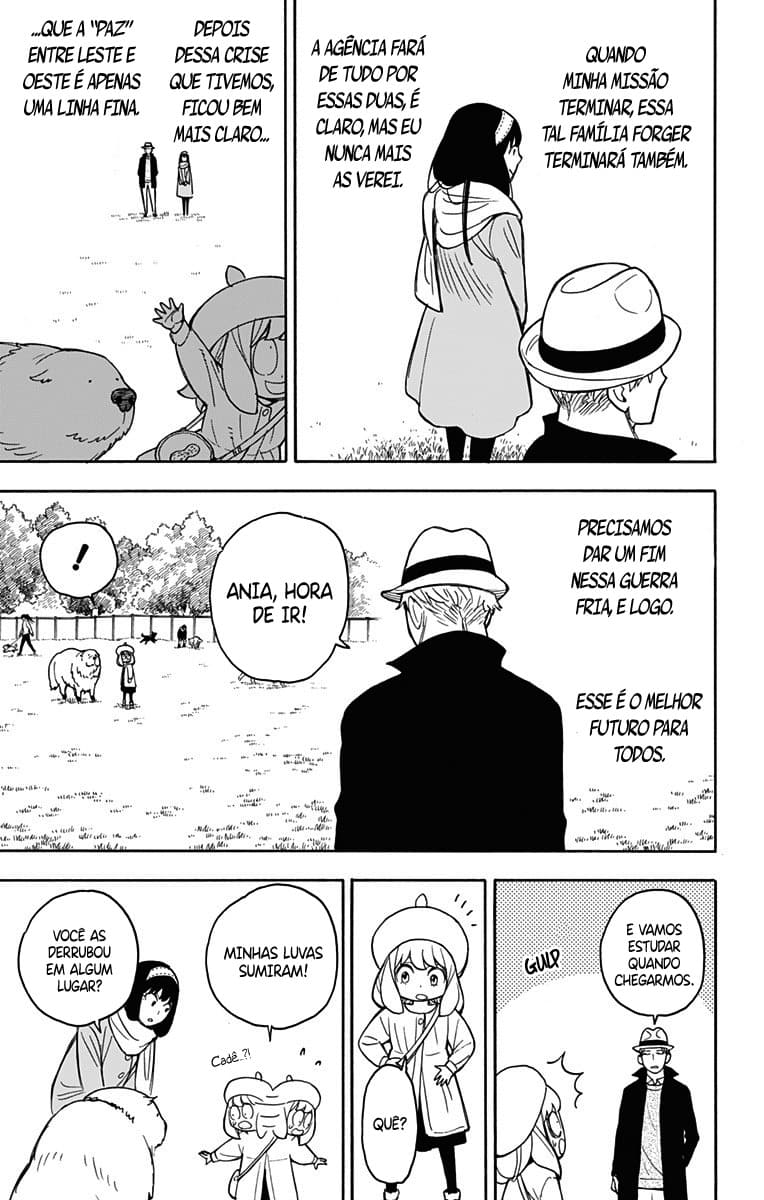 QUANDO
MINHA MISSÃO
TERMINAR, ESSA
TAL FAMÍLIA FORGER
TERMINARÁ TAMBÉM.
A AGÊNCIA FARÁ
DE TUDO POR
ESSAS DUAS, É
CLARO, MAS EU
NUNCA MAIS
AS VEREI.
DEPOIS
DESSA CRISE
QUE TIVEMOS,
FICOU BEM
MAIS CLARO...
...QUE A “PAZ”
ENTRE LESTE E
OESTE É APENAS
UMA LINHA FINA.
PRECISAMOS
DAR UM FIM
NESSA GUERRA
FRIA, E LOGO.
ESSE É O MELHOR
FUTURO PARA
TODOS.
ANIA, HORA
DE IR!
!
E VAMOS
ESTUDAR
QUANDO
CHEGARMOS.
GULP
QUÊ?
MINHAS LUVAS
SUMIRAM!
Cadê..?!
VOCÊ AS
DERRUBOU
EM ALGUM
LUGAR?